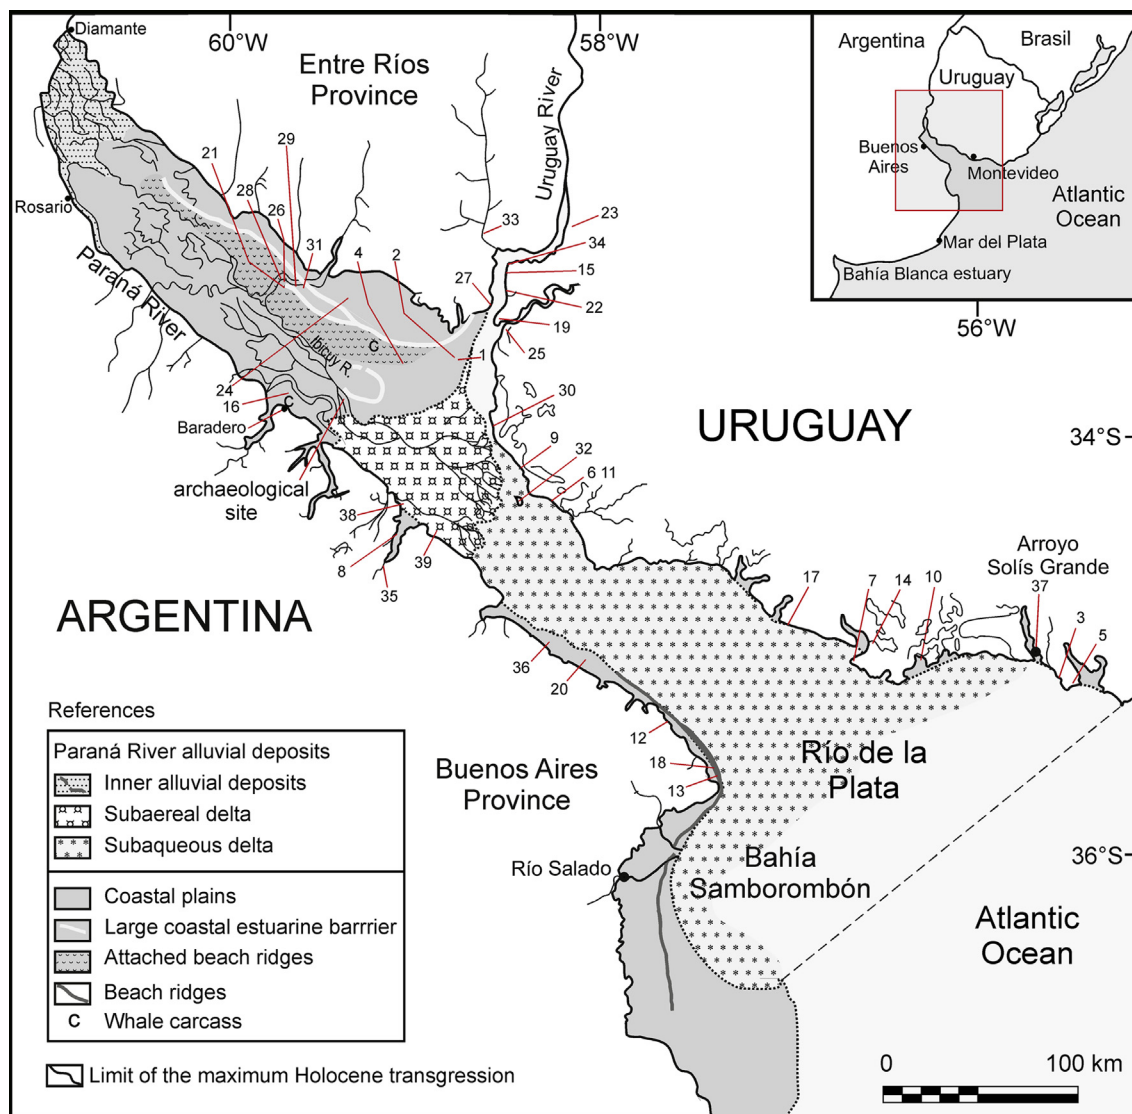 Diamante
60°W
58°W
Entre Ríos
Province
Uruguay River
Argentina
Brasil
Uruguay
Buenos
Aires
Montevideo
Atlantic
Ocean
Mar del Plata
Bahía Blanca estuary
56°W
21
29
28
26
31
4
2
33
23
34
15
27
22
19
25
1
Rosario
Paraná River
Ibicuy R.
C
24
16
C
Baradero
30
URUGUAY
34°S
9
32
6 11
archaeological
site
38
8
39
35
ARGENTINA
17
7
14
10
Arroyo
Solís Grande
37
3
5
36
20
12
18
13
Buenos Aires
Province
Río de la
Plata
Río Salado
Bahía
Samborombón
36°S
Atlantic
Ocean
References
Paraná River alluvial deposits
Inner alluvial deposits
Subaereal delta
Subaqueous delta
Coastal plains
Large coastal estuarine barrrier
Attached beach ridges
Beach ridges
C Whale carcass
Limit of the maximum Holocene transgression
0 100 km